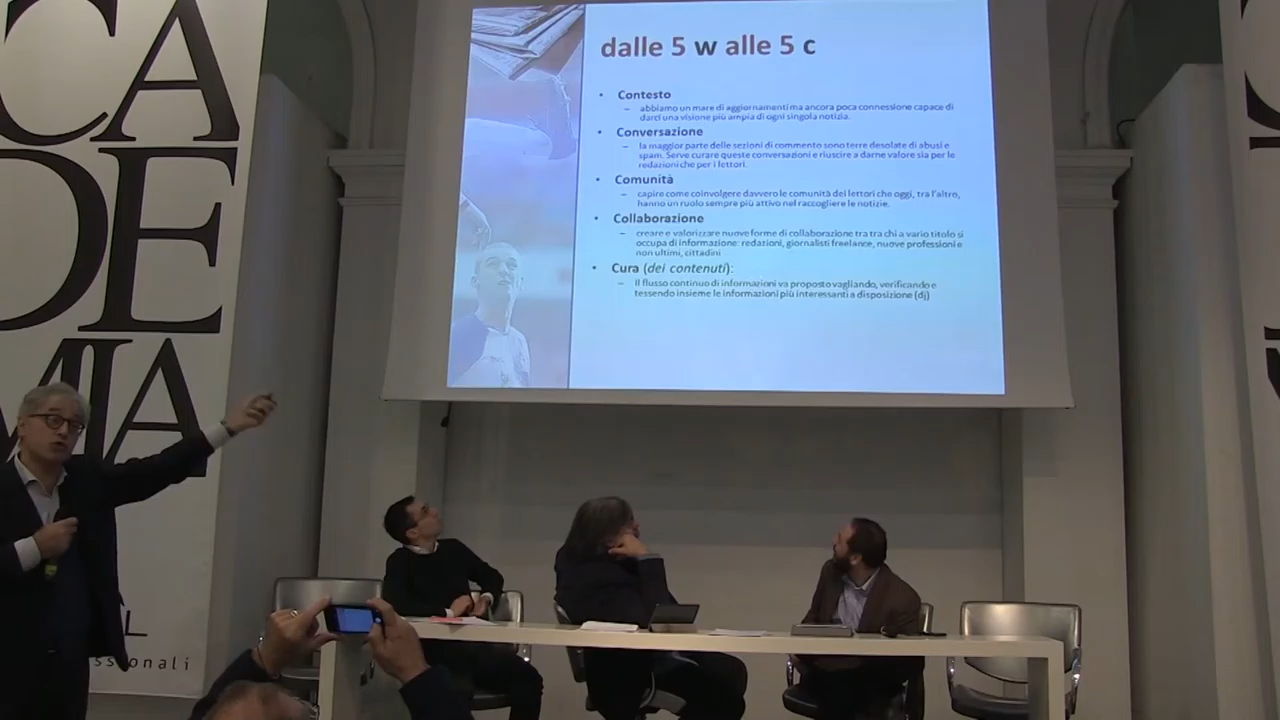 CA
DE
MIA
L
ssionali
dalle 5 w alle 5 c
• Contesto
– abbiamo un mare di aggiornamenti ma ancora poca connessione capace di
darci una visione più ampia di ogni singola notizia.
• Conversazione
– la maggior parte delle sezioni di commento sono terre desolate di abusi e
spam. Serve curare queste conversazioni e riuscire a darne valore sia per le
redazioni che per i lettori.
• Comunità
– capire come coinvolgere davvero le comunità dei lettori che oggi, tra l'altro,
hanno un ruolo sempre più attivo nel raccogliere le notizie.
• Collaborazione
– creare e valorizzare nuove forme di collaborazione tra tra chi a vario titolo si
occupa di informazione: redazioni, giornalisti freelance, nuove professioni e
non ultimi, cittadini
• Cura (dei contenuti):
– Il flusso continuo di informazioni va proposto vagliando, verificando e
tessendo insieme le informazioni più interessanti a disposizione (dj)